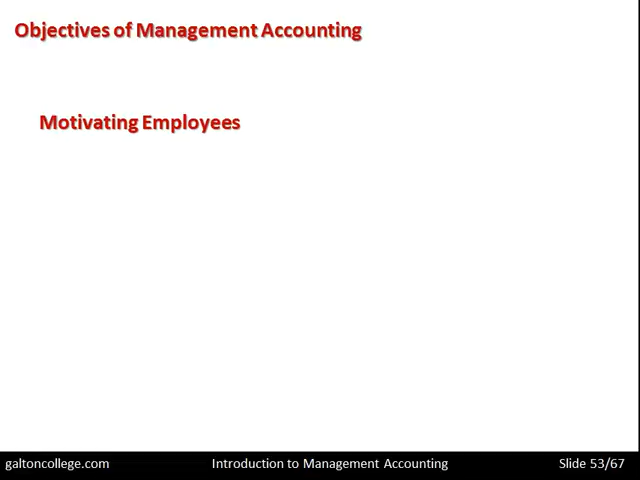 Objectives of Management Accounting
Motivating Employees
galtoncollege.com Introduction to Management Accounting Slide 53/67